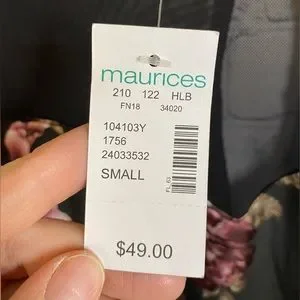 maurices
210 122 HLB
FN18 34020
104103Y
1756
24033532
SMALL
$49.00